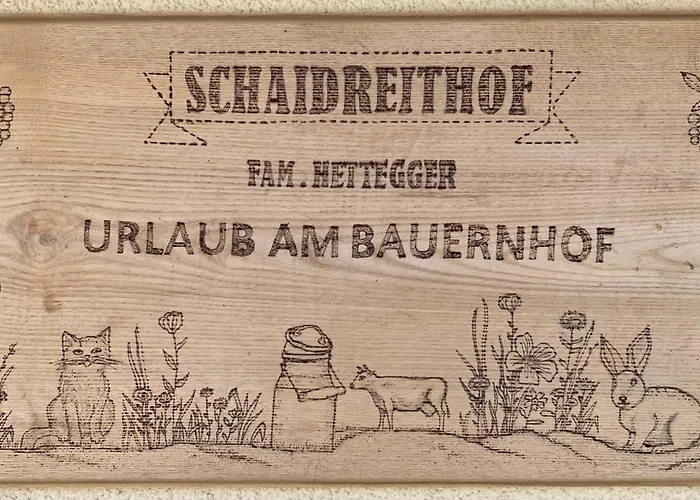 SCHAIDREITHOF
FAM. HETTEGGER
URLAUB AM BAUERNHOF